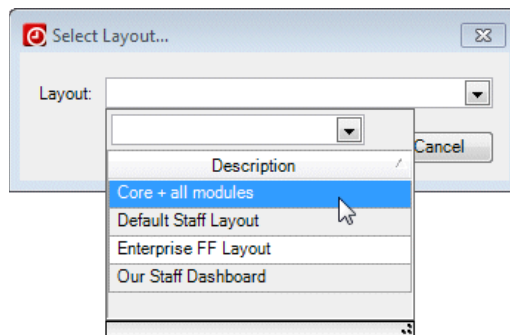 Select Layout...
Layout:
Cancel
Description
Core + all modules
Default Staff Layout
Enterprise FF Layout
Our Staff Dashboard